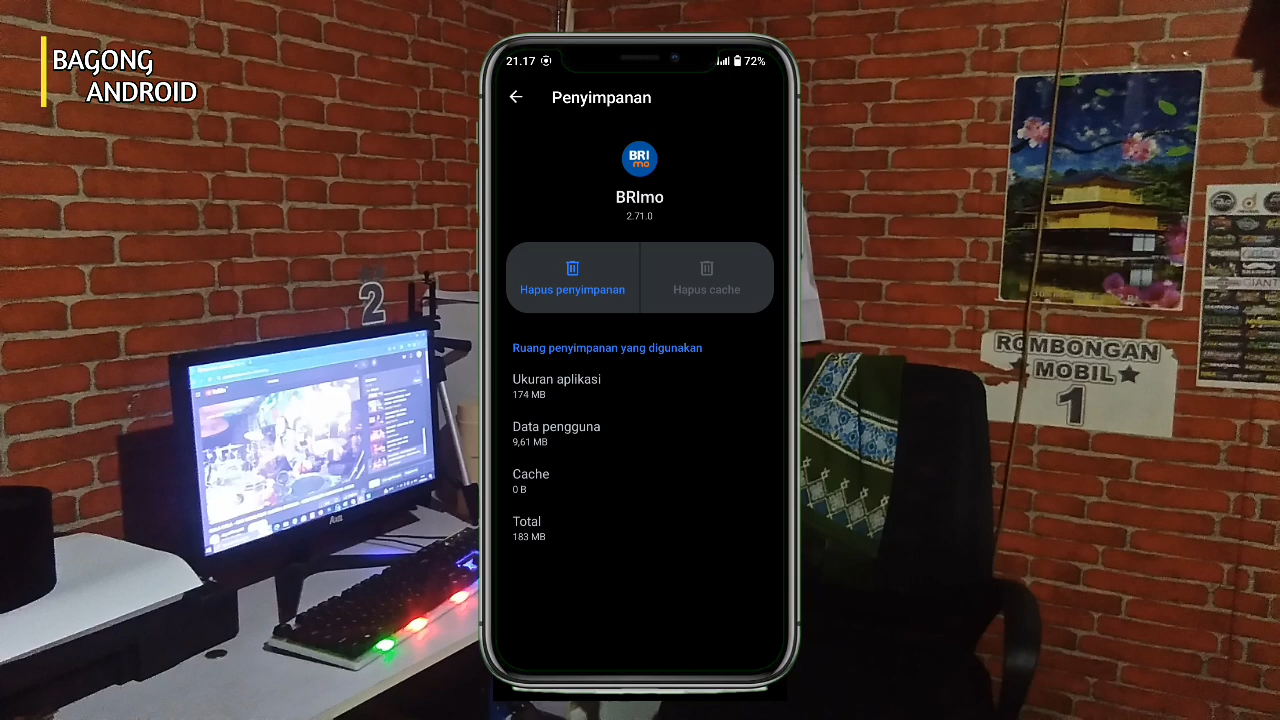 BAGONG
ANDROID
21.17
72%
Penyimpanan
BRI
mo
BRImo
2.71.0
Hapus penyimpanan
Hapus cache
Ruang penyimpanan yang digunakan
Ukuran aplikasi
174 MB
Data pengguna
9,61 MB
Cache
0 B
Total
183 MB
2
ROMBONGAN
MOBIL
1
GIANT